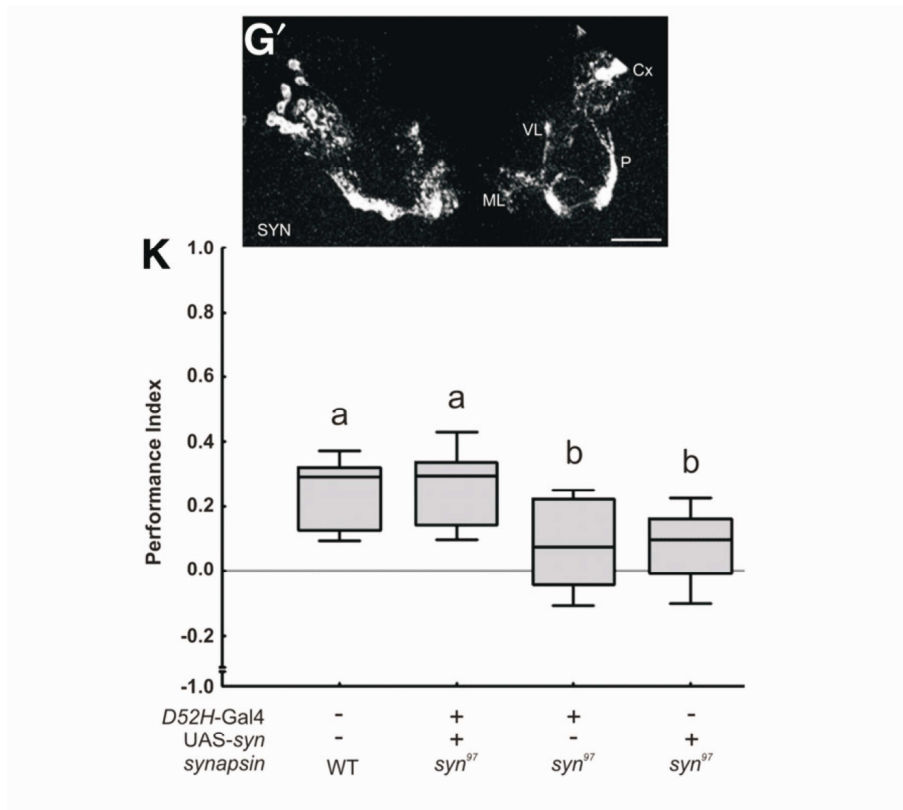 G′
Cx
VL
P
ML
SYN
K
1.0
0.8
0.6
0.4
0.2
0.0
-0.2
-1.0
Performance Index
a
a
b
b
D52H-Gal4 - + + -
UAS-syn - + - +
synapsin WT syn97 syn97 syn97